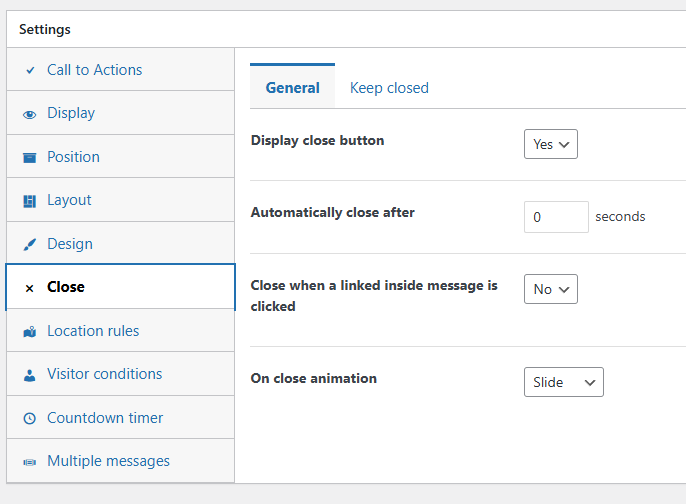 Settings
Call to Actions
Display
Position
Layout
Design
Close
Location rules
Visitor conditions
Countdown timer
Multiple messages
General Keep closed
Display close button Yes
Automatically close after 0 seconds
Close when a linked inside message is
clicked No
On close animation Slide